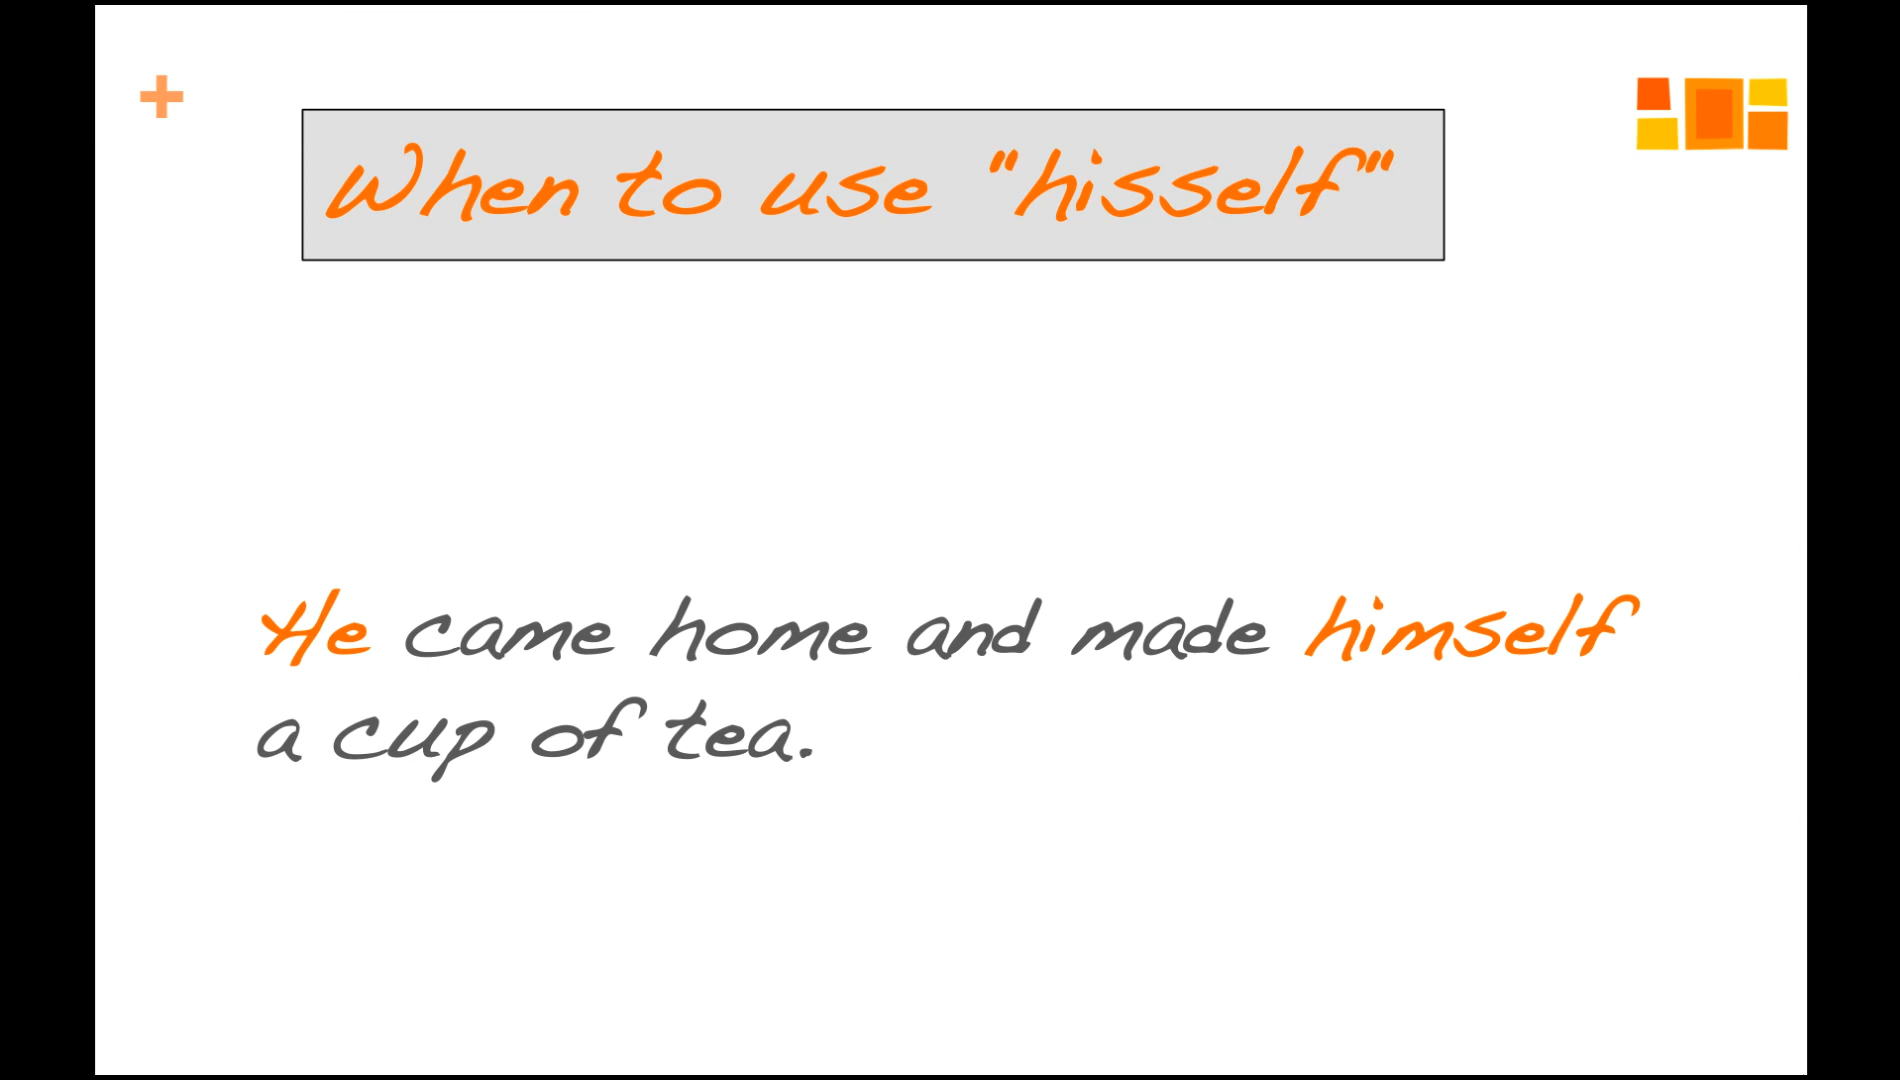 +
When to use "hisself"
He came home and made himself
a cup of tea.